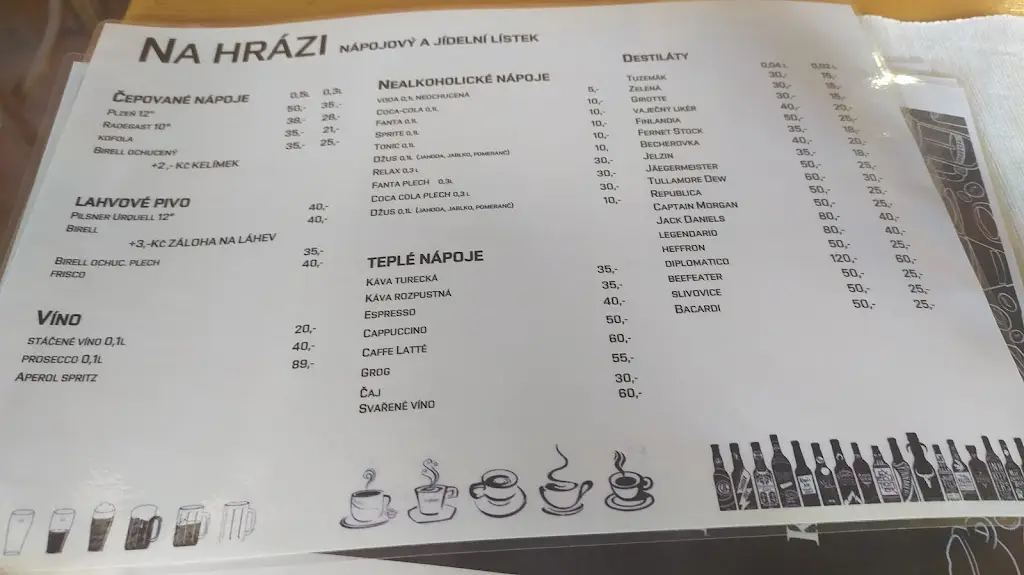 NA HRÁZI NÁPOJOVÝ A JÍDELNÍ LÍSTEK
ČEPOVANÉ NÁPOJE 0,5L 0,3L
PLZEŇ 12° 50,- 35,-
RADEGAST 10° 38,- 28,-
KOFOLA 35,- 21,-
BIRELL OCHUCENÝ 35,- 25,-
+2,- KČ KELÍMEK
LAHVOVÉ PIVO
PILSNER URQUELL 12° 40,-
BIRELL 40,-
+3,-KČ ZÁLOHA NA LÁHEV
BIRELL OCHUC. PLECH 35,-
FRISCO 40,-
VÍNO
STÁČENÉ VÍNO 0,1L 20,-
PROSECCO 0,1L 40,-
APEROL SPRITZ 89,-
NEALKOHOLICKÉ NÁPOJE
VODA 0,1L NEOCHUCENÁ 5,-
COCA-COLA 0,1L 10,-
FANTA 0,1L 10,-
SPRITE 0,1L 10,-
TONIC 0,1L 10,-
DŽUS 0,1L (JAHODA, JABLKO, POMERANČ) 10,-
RELAX 0,3 L 30,-
FANTA PLECH 0,3L 30,-
COCA COLA PLECH 0,3 L 30,-
DŽUS 0,1L (JAHODA, JABLKO, POMERANČ) 10,-
TEPLÉ NÁPOJE
KÁVA TURECKÁ 35,-
KÁVA ROZPUSTNÁ 35,-
ESPRESSO 40,-
CAPPUCCINO 50,-
CAFFE LATTÉ 60,-
GROG 55,-
ČAJ 30,-
SVAŘENÉ VÍNO 60,-
DESTILÁTY 0,04 L 0,02 L
TUZEMÁK 30,- 15,-
ZELENÁ 30,- 15,-
GRIOTTE 30,- 15,-
VAJEČNÝ LIKÉR 40,- 20,-
FINLANDIA 50,- 25,-
FERNET STOCK 35,- 18,-
BECHEROVKA 40,- 20,-
JELZIN 35,- 18,-
JÄEGERMEISTER 50,- 25,-
TULLAMORE DEW 60,- 30,-
REPUBLICA 50,- 25,-
CAPTAIN MORGAN 50,- 25,-
JACK DANIELS 80,- 40,-
LEGENDARIO 80,- 40,-
HEFFRON 50,- 25,-
DIPLOMATICO 120,- 60,-
BEEFEATER 50,- 25,-
SLIVOVICE 50,- 25,-
BACARDI 50,- 25,-